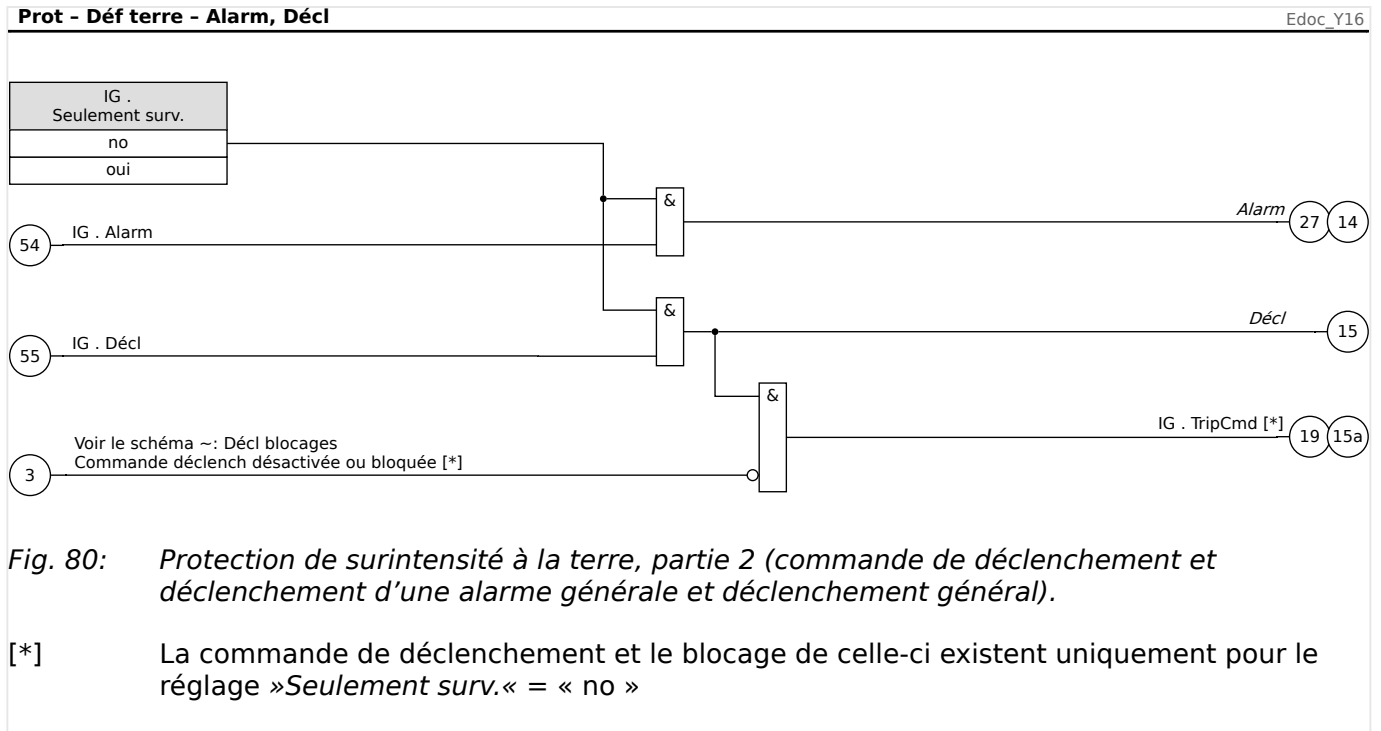 Prot – Déf terre – Alarm, Décl
Edoc_Y16
IG .
Seulement surv.
no
oui
&
Alarm
27
14
54
IG . Alarm
&
Décl
15
55
IG . Décl
&
IG . TripCmd [*]
19
15a
Voir le schéma ~: Décl blocages
Commande déclench désactivée ou bloquée [*]
3
Fig. 80: Protection de surintensité à la terre, partie 2 (commande de déclenchement et
déclenchement d’une alarme générale et déclenchement général).
[*] La commande de déclenchement et le blocage de celle-ci existent uniquement pour le
réglage »Seulement surv.« = « no »